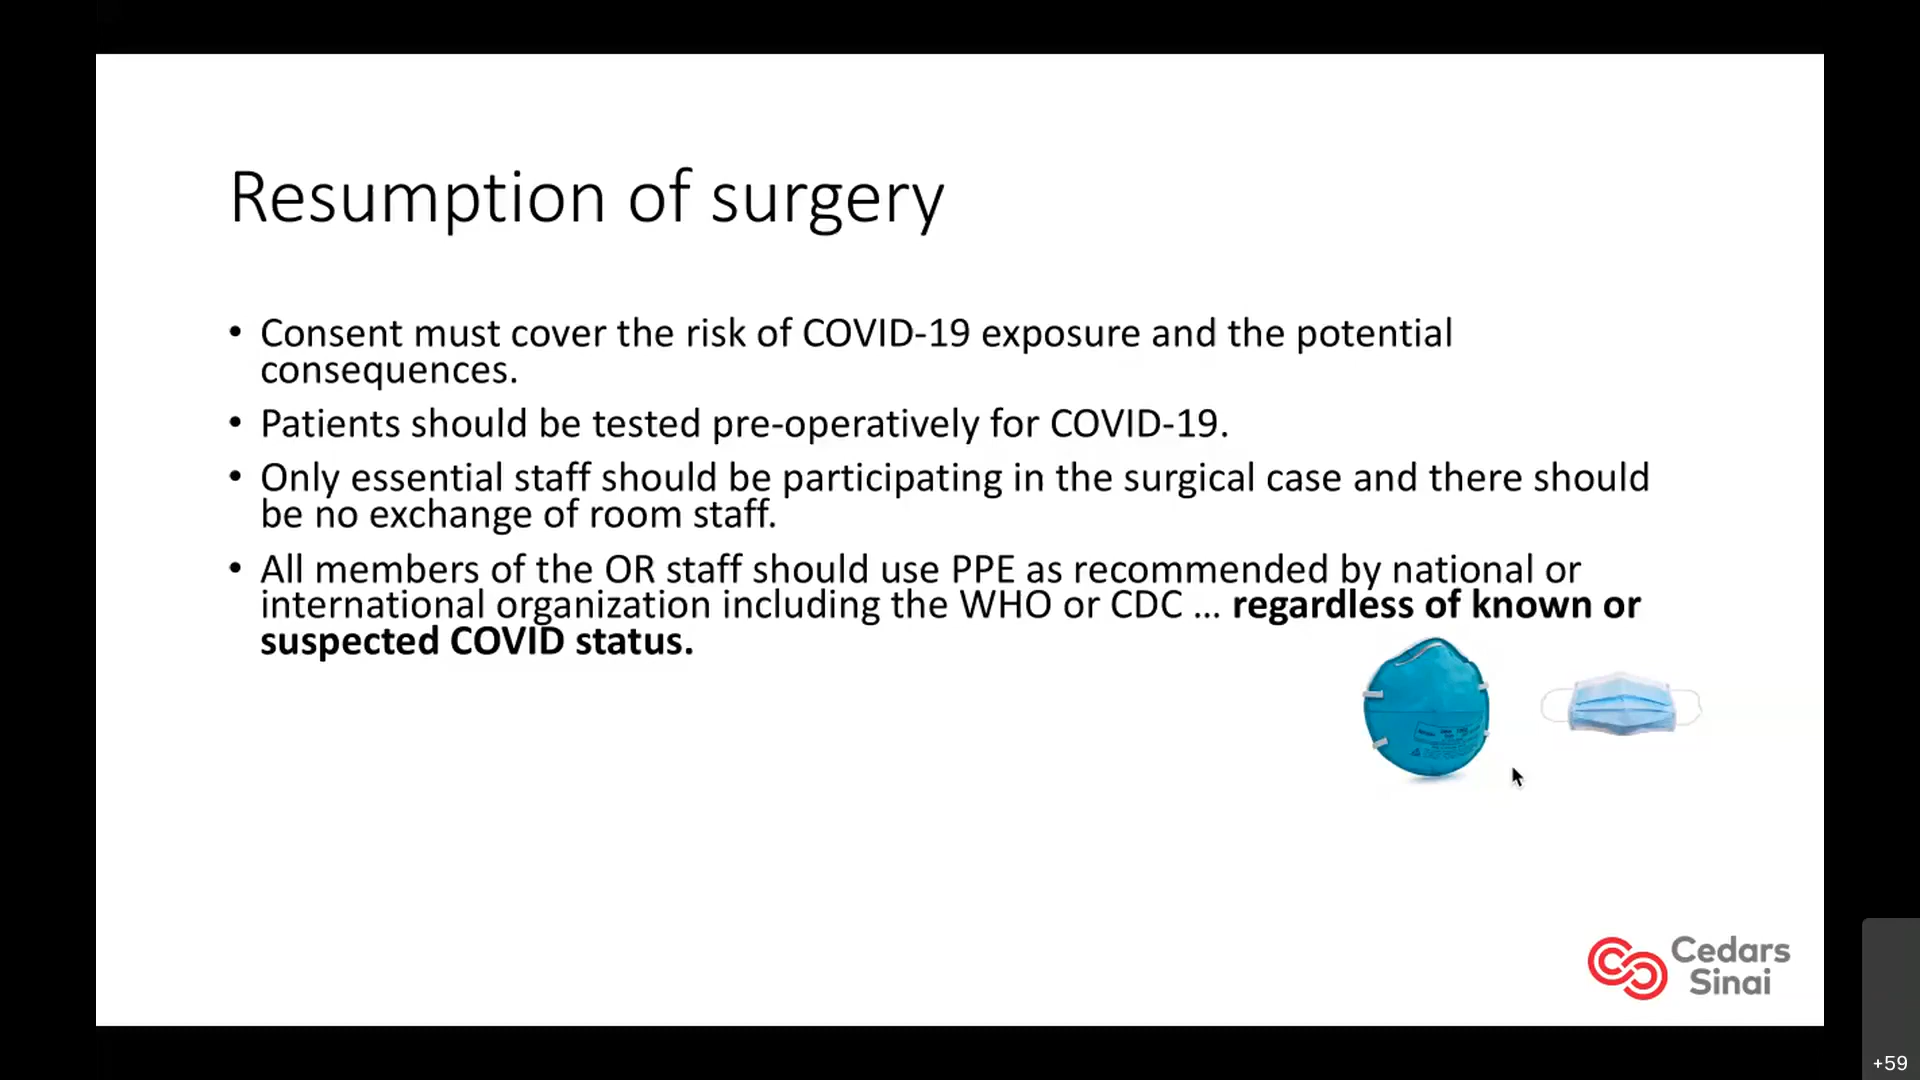 Resumption of surgery
• Consent must cover the risk of COVID-19 exposure and the potential
consequences.
• Patients should be tested pre-operatively for COVID-19.
• Only essential staff should be participating in the surgical case and there should
be no exchange of room staff.
• All members of the OR staff should use PPE as recommended by national or
international organization including the WHO or CDC ... regardless of known or
suspected COVID status.
Cedars
Sinai
+59